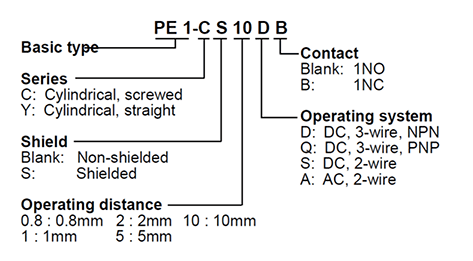 PE 1-C S 10 D B
Basic type
Contact
Blank: 1NO
B: 1NC
Series
C: Cylindrical, screwed
Y: Cylindrical, straight
Operating system
D: DC, 3-wire, NPN
Q: DC, 3-wire, PNP
S: DC, 2-wire
A: AC, 2-wire
Shield
Blank: Non-shielded
S: Shielded
Operating distance
0.8 : 0.8mm 2 : 2mm 10 : 10mm
1 : 1mm 5 : 5mm